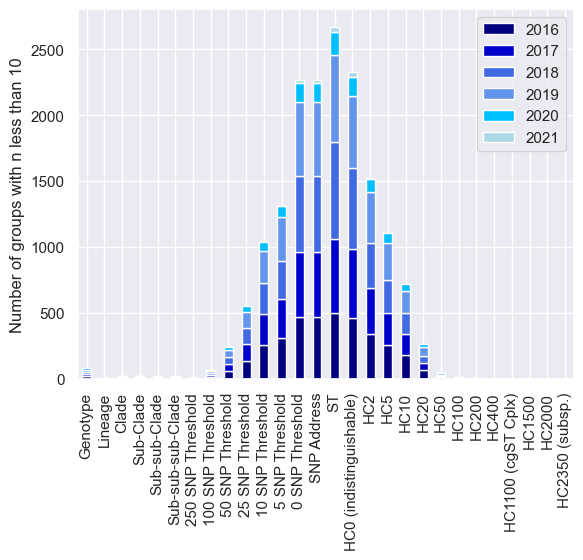 Number of groups with n less than 10
2500
2000
1500
1000
500
0
2016
2017
2018
2019
2020
2021
Genotype
Lineage
Clade
Sub-Clade
Sub-sub-Clade
Sub-sub-sub-Clade
250 SNP Threshold
100 SNP Threshold
50 SNP Threshold
25 SNP Threshold
10 SNP Threshold
5 SNP Threshold
0 SNP Threshold
SNP Address
ST
HC0 (indistinguishable)
HC2
HC5
HC10
HC20
HC50
HC100
HC200
HC400
HC1100 (cgST Cplx)
HC1500
HC2000
HC2350 (subsp.)